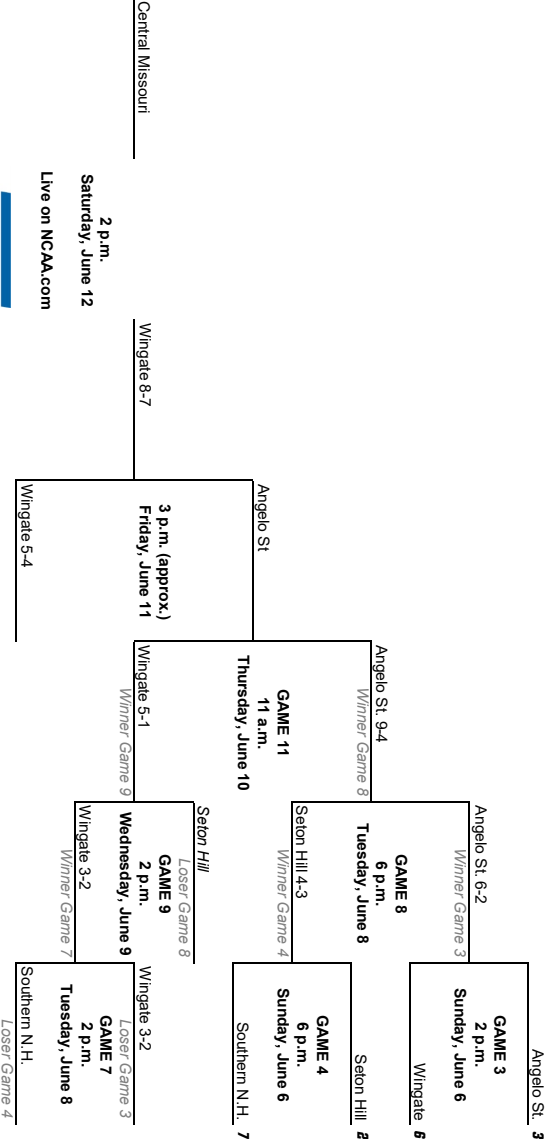 Angelo St. 3
GAME 3
2 p.m.
Sunday, June 6
Angelo St. 6-2
Winner Game 3
Wingate 6
GAME 8
6 p.m.
Tuesday, June 8
Angelo St. 9-4
Winner Game 8
Seton Hill 2
GAME 4
6 p.m.
Sunday, June 6
Seton Hill 4-3
Winner Game 4
Southern N.H. 7
GAME 11
11 a.m.
Thursday, June 10
Angelo St
Seton Hill
Loser Game 8
GAME 9
2 p.m.
Wednesday, June 9
Wingate 5-1
Winner Game 9
3 p.m. (approx.)
Friday, June 11
Wingate 8-7
Central Missouri
2 p.m.
Saturday, June 12
Live on NCAA.com
Wingate 3-2
Loser Game 3
GAME 7
2 p.m.
Tuesday, June 8
Wingate 3-2
Winner Game 7
Wingate 5-4
Southern N.H.
Loser Game 4